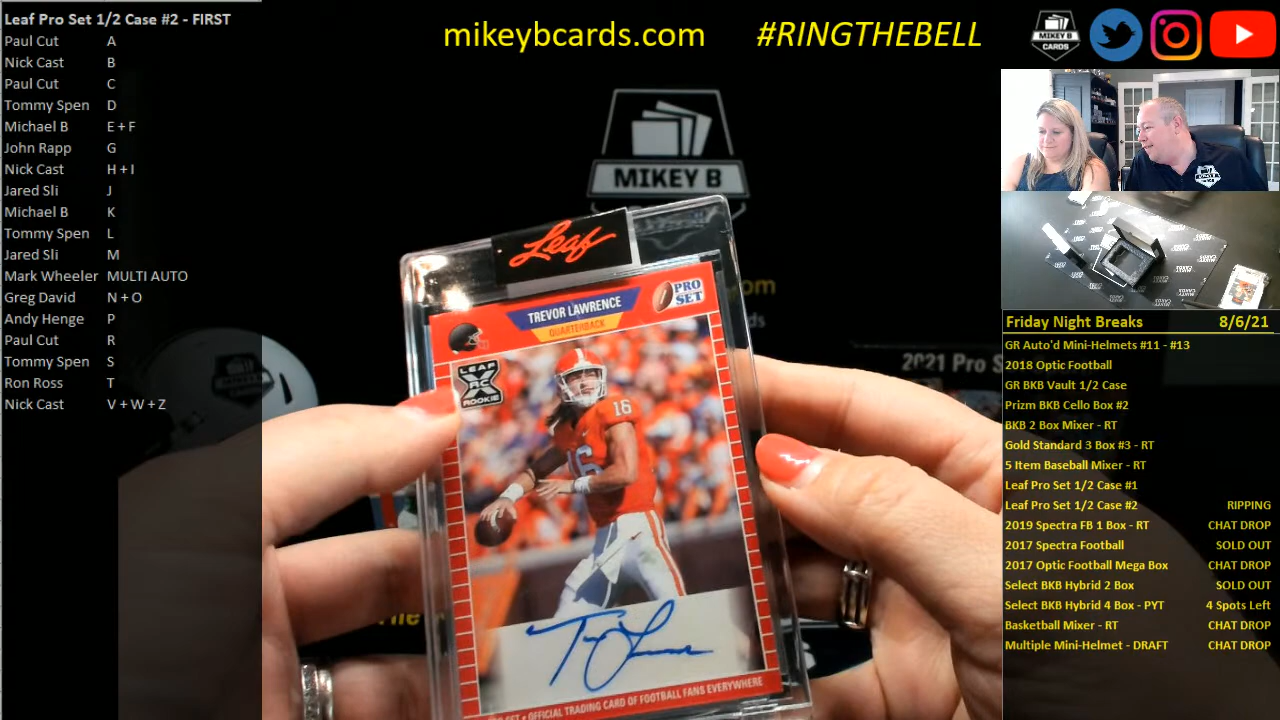 Leaf Pro Set 1/2 Case #2 - FIRST
Paul Cut A
Nick Cast B
Paul Cut C
Tommy Spen D
Michael B E + F
John Rapp G
Nick Cast H + I
Jared Sli J
Michael B K
Tommy Spen L
Jared Sli M
Mark Wheeler MULTI AUTO
Greg David N + O
Andy Henge P
Paul Cut R
Tommy Spen S
Ron Ross T
Nick Cast V + W + Z
mikeybcards.com #RINGTHEBELL
MIKEY B
CARDS
MIKEY B
Leaf
TREVOR LAWRENCE
QUARTERBACK
PRO
SET
LEAF
RC
ROOKIE
16
16
OFFICIAL TRADING CARD OF FOOTBALL FANS EVERYWHERE
2021 Pro S
Friday Night Breaks 8/6/21
GR Auto'd Mini-Helmets #11 - #13
2018 Optic Football
GR BKB Vault 1/2 Case
Prizm BKB Cello Box #2
BKB 2 Box Mixer - RT
Gold Standard 3 Box #3 - RT
5 Item Baseball Mixer - RT
Leaf Pro Set 1/2 Case #1
Leaf Pro Set 1/2 Case #2 RIPPING
2019 Spectra FB 1 Box - RT CHAT DROP
2017 Spectra Football SOLD OUT
2017 Optic Football Mega Box CHAT DROP
Select BKB Hybrid 2 Box SOLD OUT
Select BKB Hybrid 4 Box - PYT 4 Spots Left
Basketball Mixer - RT CHAT DROP
Multiple Mini-Helmet - DRAFT CHAT DROP